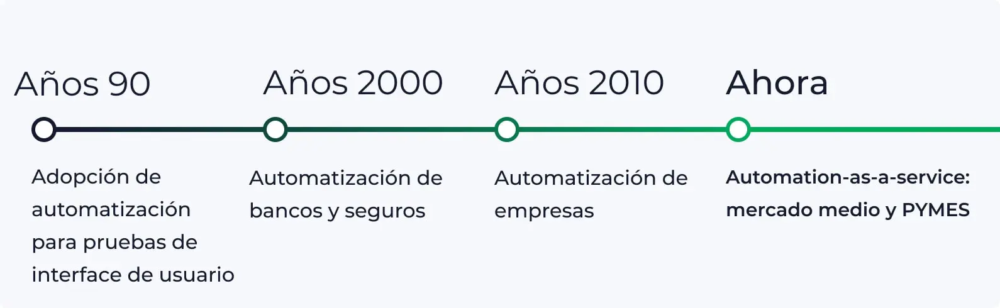 Años 90
Adopción de
automatización
para pruebas de
interface de usuario
Años 2000
Automatización de
bancos y seguros
Años 2010
Automatización de
empresas
Ahora
Automation-as-a-service:
mercado medio y PYMES